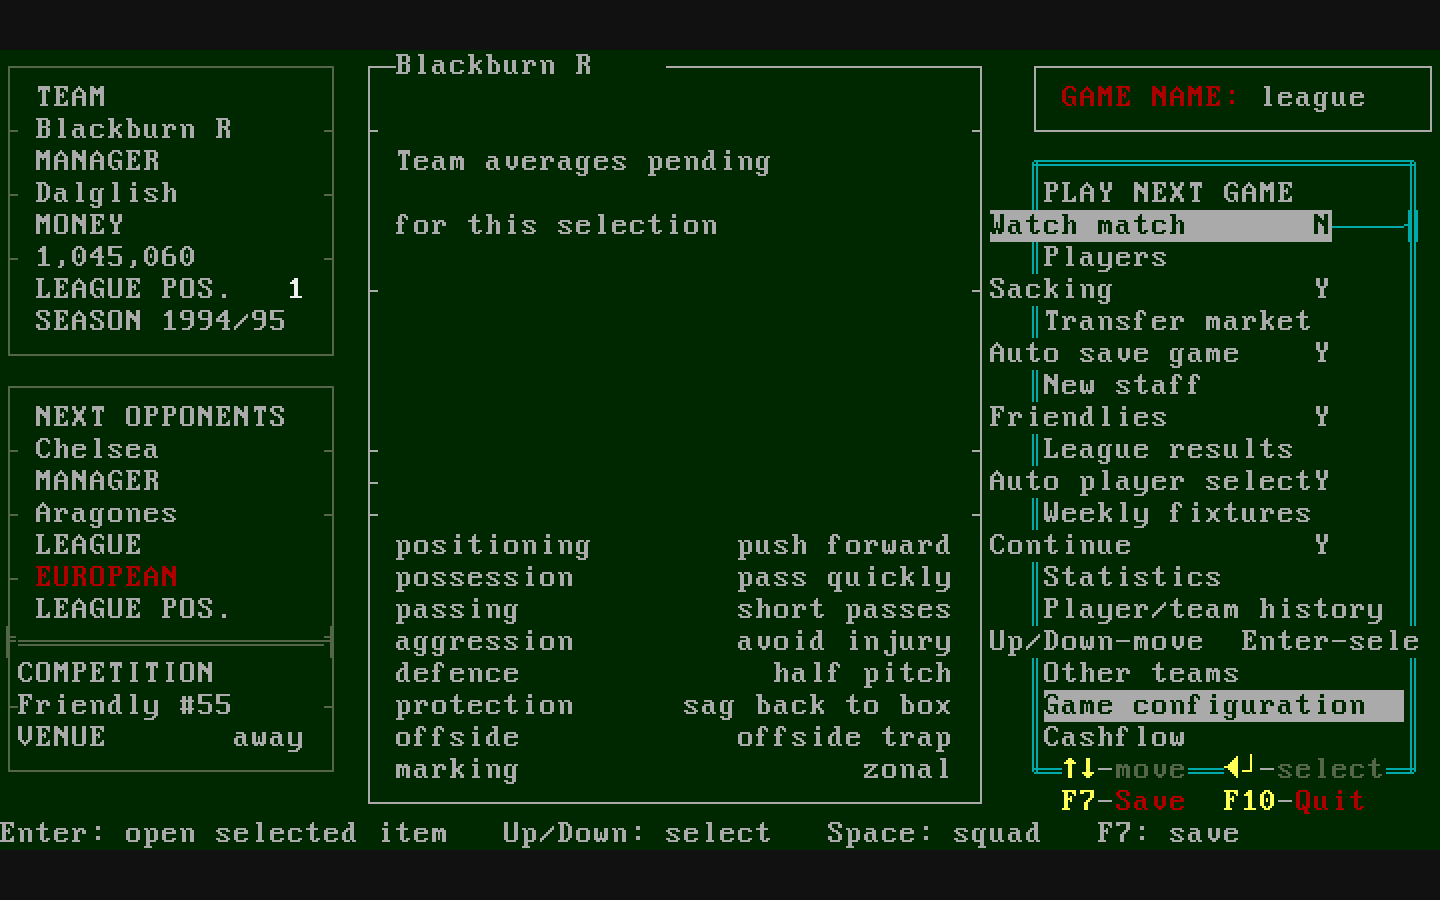 TEAM
Blackburn R
MANAGER
Dalglish
MONEY
1,045,060
LEAGUE POS. 1
SEASON 1994/95
NEXT OPPONENTS
Chelsea
MANAGER
Aragones
LEAGUE
EUROPEAN
LEAGUE POS.
COMPETITION
Friendly #55
VENUE away
Blackburn R
Team averages pending
for this selection
positioning push forward
possession pass quickly
passing short passes
aggression avoid injury
defence half pitch
protection sag back to box
offside offside trap
marking zonal
GAME NAME: league
PLAY NEXT GAME
Watch match N
Players
Sacking Y
Transfer market
Auto save game Y
New staff
Friendlies Y
League results
Auto player selectY
Weekly fixtures
Continue Y
Statistics
Player/team history
Up/Down-move Enter-sele
Other teams
Game configuration
Cashflow
↑↓-move ◄┘-select
F7-Save F10-Quit
Enter: open selected item Up/Down: select Space: squad F7: save